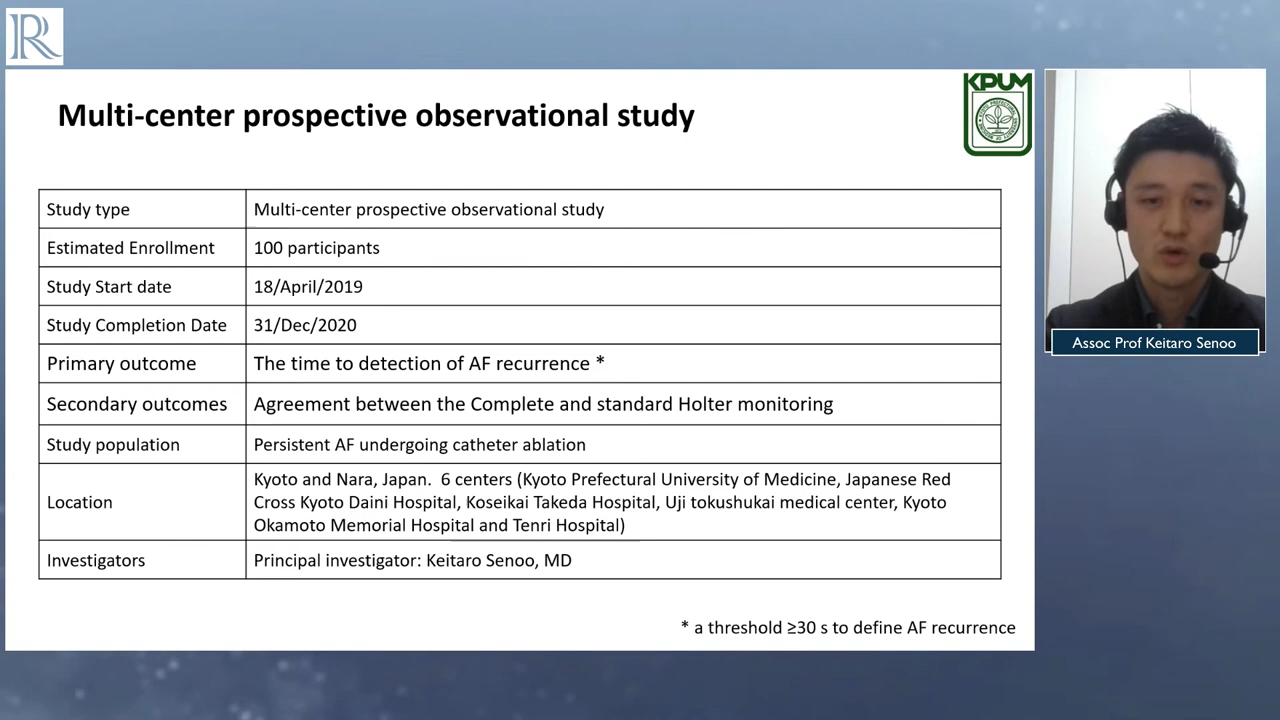 R
Multi-center prospective observational study
KPUM
Study type
Multi-center prospective observational study
Estimated Enrollment
100 participants
Study Start date
18/April/2019
Study Completion Date
31/Dec/2020
Primary outcome
The time to detection of AF recurrence *
Secondary outcomes
Agreement between the Complete and standard Holter monitoring
Study population
Persistent AF undergoing catheter ablation
Location
Kyoto and Nara, Japan. 6 centers (Kyoto Prefectural University of Medicine, Japanese Red
Cross Kyoto Daini Hospital, Koseikai Takeda Hospital, Uji tokushukai medical center, Kyoto
Okamoto Memorial Hospital and Tenri Hospital)
Investigators
Principal investigator: Keitaro Senoo, MD
* a threshold ≥30 s to define AF recurrence
Assoc Prof Keitaro Senoo